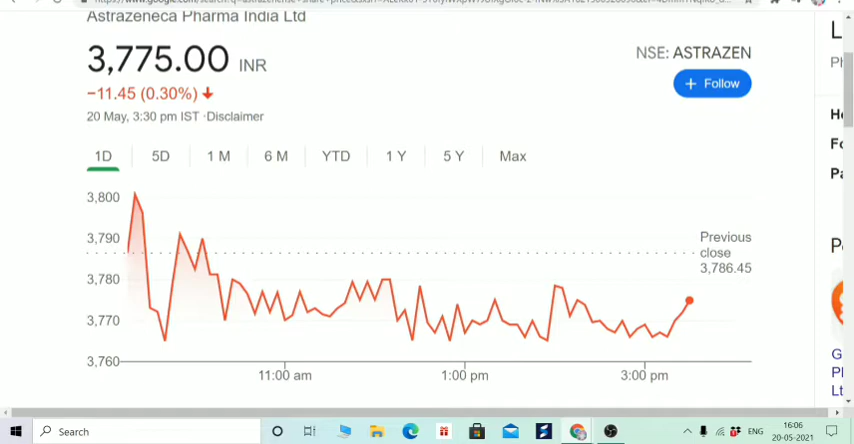 Astrazeneca Pharma India Ltd
3,775.00 INR
NSE: ASTRAZEN
−11.45 (0.30%)
+ Follow
20 May, 3:30 pm IST ·Disclaimer
1D 5D 1 M 6 M YTD 1 Y 5 Y Max
3,800
3,790
3,780
3,770
3,760
Previous
close
3,786.45
11:00 am 1:00 pm 3:00 pm
Search
ENG
16:06
20-05-2021